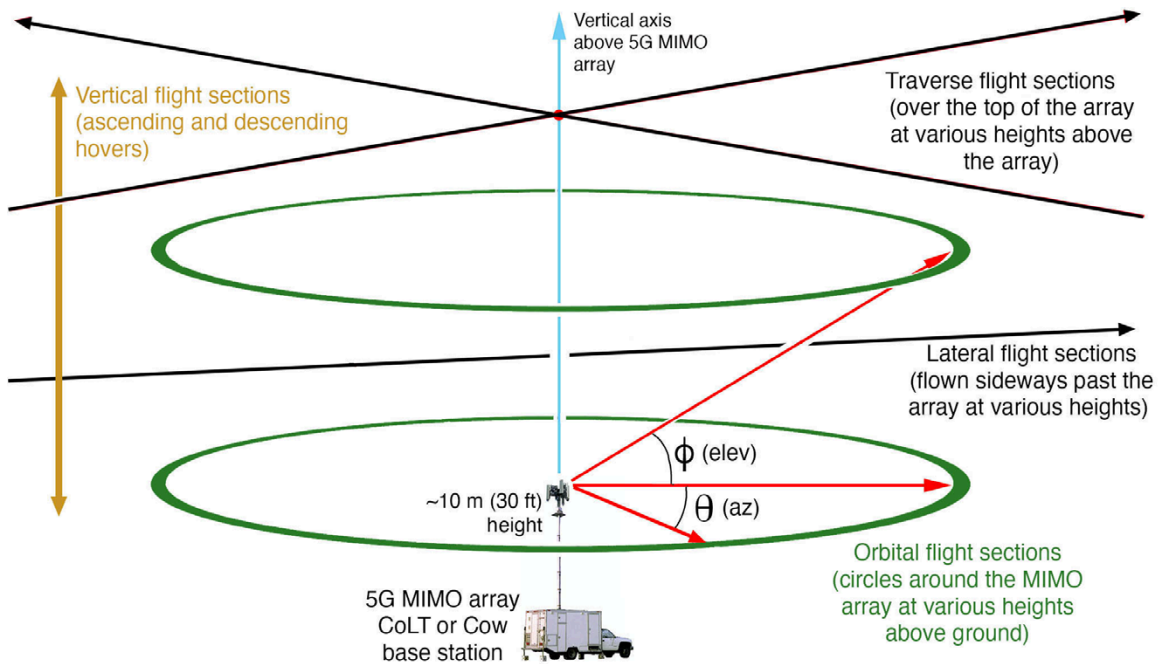 Vertical axis
above 5G MIMO
array
Vertical flight sections
(ascending and descending
hovers)
Traverse flight sections
(over the top of the array
at various heights above
the array)
Lateral flight sections
(flown sideways past the
array at various heights)
ϕ (elev)
θ (az)
~10 m (30 ft)
height
Orbital flight sections
(circles around the MIMO
array at various heights
above ground)
5G MIMO array
CoLT or Cow
base station